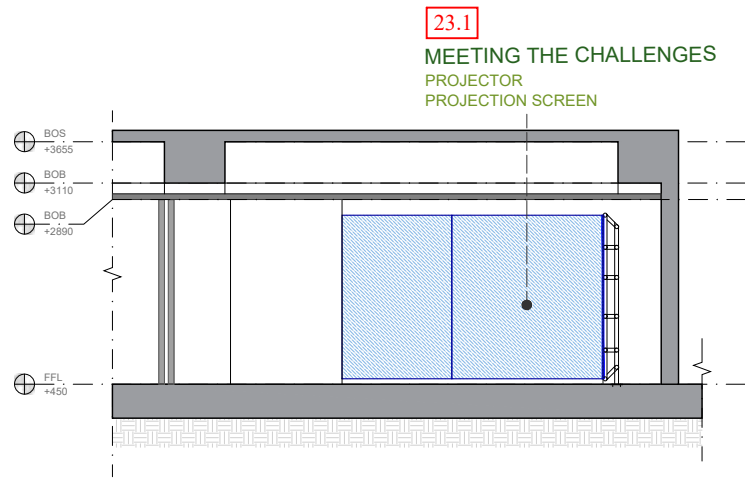 23.1
MEETING THE CHALLENGES
PROJECTOR
PROJECTION SCREEN
BOS
+3655
BOB
+3110
BOB
+2890
FFL
+450